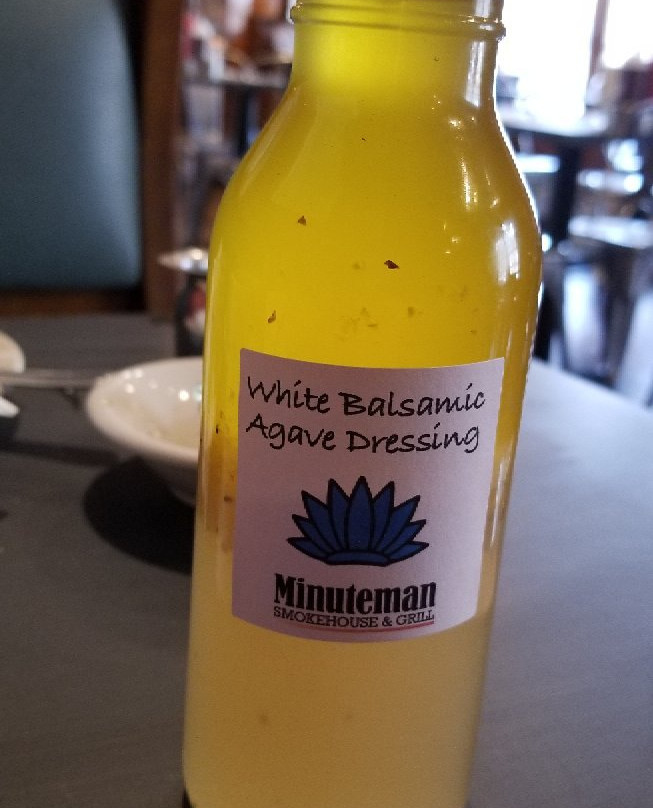 White Balsamic
Agave Dressing
Minuteman
SMOKEHOUSE & GRILL